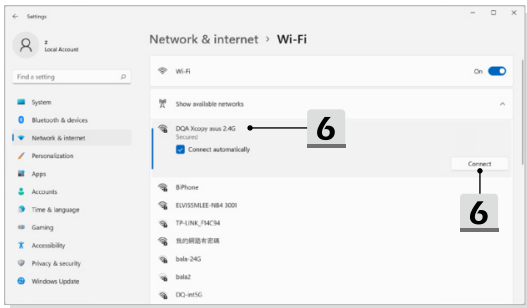 Settings
z
Local Account
Find a setting
System
Bluetooth & devices
Network & internet
Personalization
Apps
Accounts
Time & language
Gaming
Accessibility
Privacy & security
Windows Update
Network & internet › Wi-Fi
Wi-Fi
On
Show available networks
DQA Xcopy asus 2.4G
Secured
Connect automatically
6
Connect
6
BiPhone
ELVISSMLEE-NB4 3001
TP-LINK_F14C94
我的網路有密碼
bala-24G
bala2
DQ-int5G